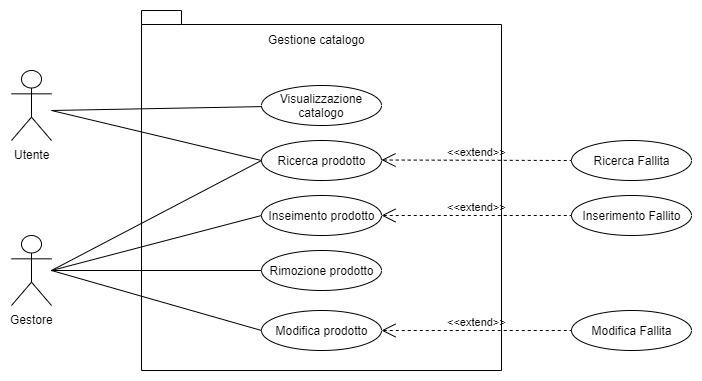 Gestione catalogo
Visualizzazione
catalogo
Utente
Ricerca prodotto
<<extend>>
Ricerca Fallita
Inseimento prodotto
<<extend>>
Inserimento Fallito
Rimozione prodotto
Gestore
Modifica prodotto
<<extend>>
Modifica Fallita